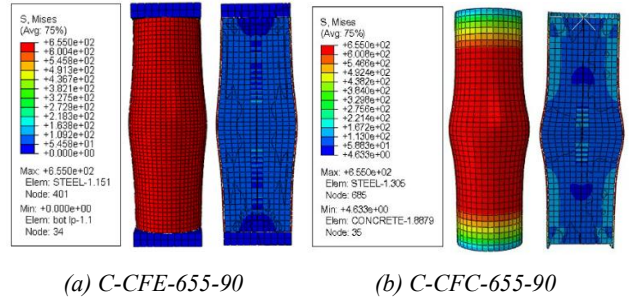 S, Mises
(Avg: 75%)
+6.550e+02
+6.004e+02
+5.458e+02
+4.913e+02
+4.367e+02
+3.821e+02
+3.275e+02
+2.729e+02
+2.183e+02
+1.638e+02
+1.092e+02
+5.458e+01
+0.000e+00
Max: +6.550e+02
Elem: STEEL-1.151
Node: 401
Min: +0.000e+00
Elem: bot lp-1.1
Node: 34
S, Mises
(Avg: 75%)
+6.550e+02
+6.008e+02
+5.466e+02
+4.924e+02
+4.382e+02
+3.840e+02
+3.298e+02
+2.756e+02
+2.214e+02
+1.672e+02
+1.130e+02
+5.883e+01
+4.633e+00
Max: +6.550e+02
Elem: STEEL-1.305
Node: 685
Min: +4.633e+00
Elem: CONCRETE-1.8879
Node: 35
(a) C-CFE-655-90
(b) C-CFC-655-90